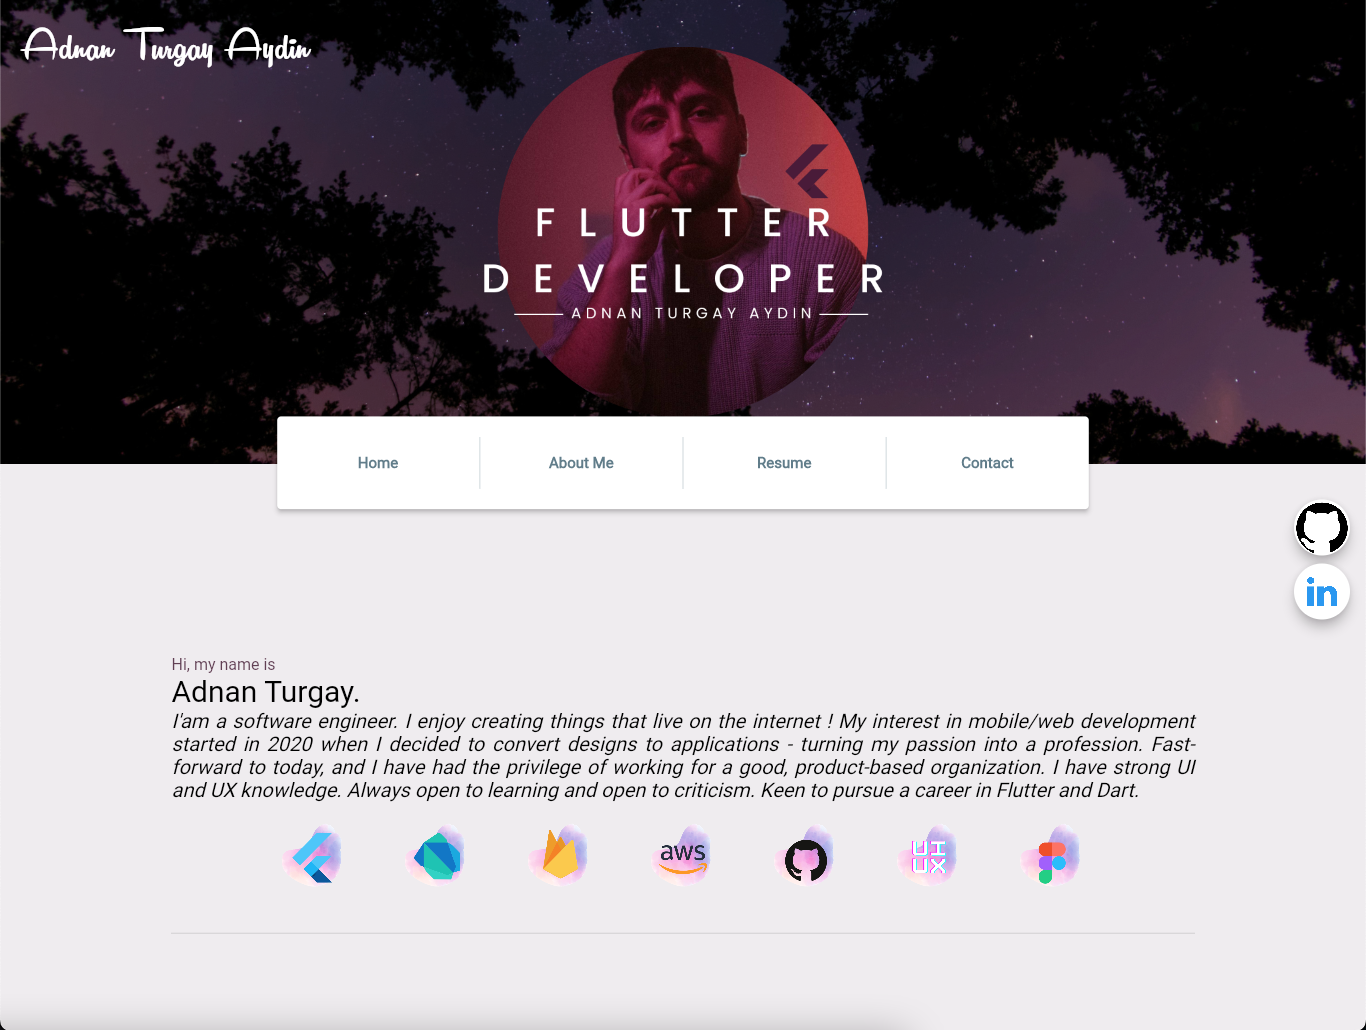 Adnan Turgay Aydin
FLUTTER
DEVELOPER
ADNAN TURGAY AYDIN
Home
About Me
Resume
Contact
in
Hi, my name is
Adnan Turgay.
I'am a software engineer. I enjoy creating things that live on the internet ! My interest in mobile/web development
started in 2020 when I decided to convert designs to applications - turning my passion into a profession. Fast-
forward to today, and I have had the privilege of working for a good, product-based organization. I have strong UI
and UX knowledge. Always open to learning and open to criticism. Keen to pursue a career in Flutter and Dart.
aws